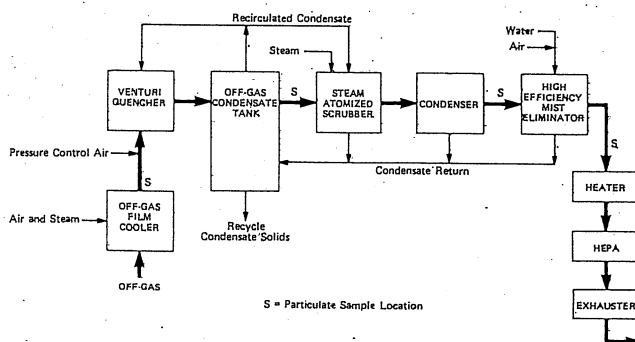 Recirculated Condensate
Steam
Water
Air
VENTURI
QUENCHER
OFF-GAS
CONDENSATE
TANK
S
STEAM
ATOMIZED
SCRUBBER
CONDENSER
S
HIGH
EFFICIENCY
MIST
ELIMINATOR
Pressure Control Air
S
S
Condensate Return
HEATER
Air and Steam
OFF-GAS
FILM
COOLER
Recycle
Condensate Solids
HEPA
OFF-GAS
S = Particulate Sample Location
EXHAUSTER